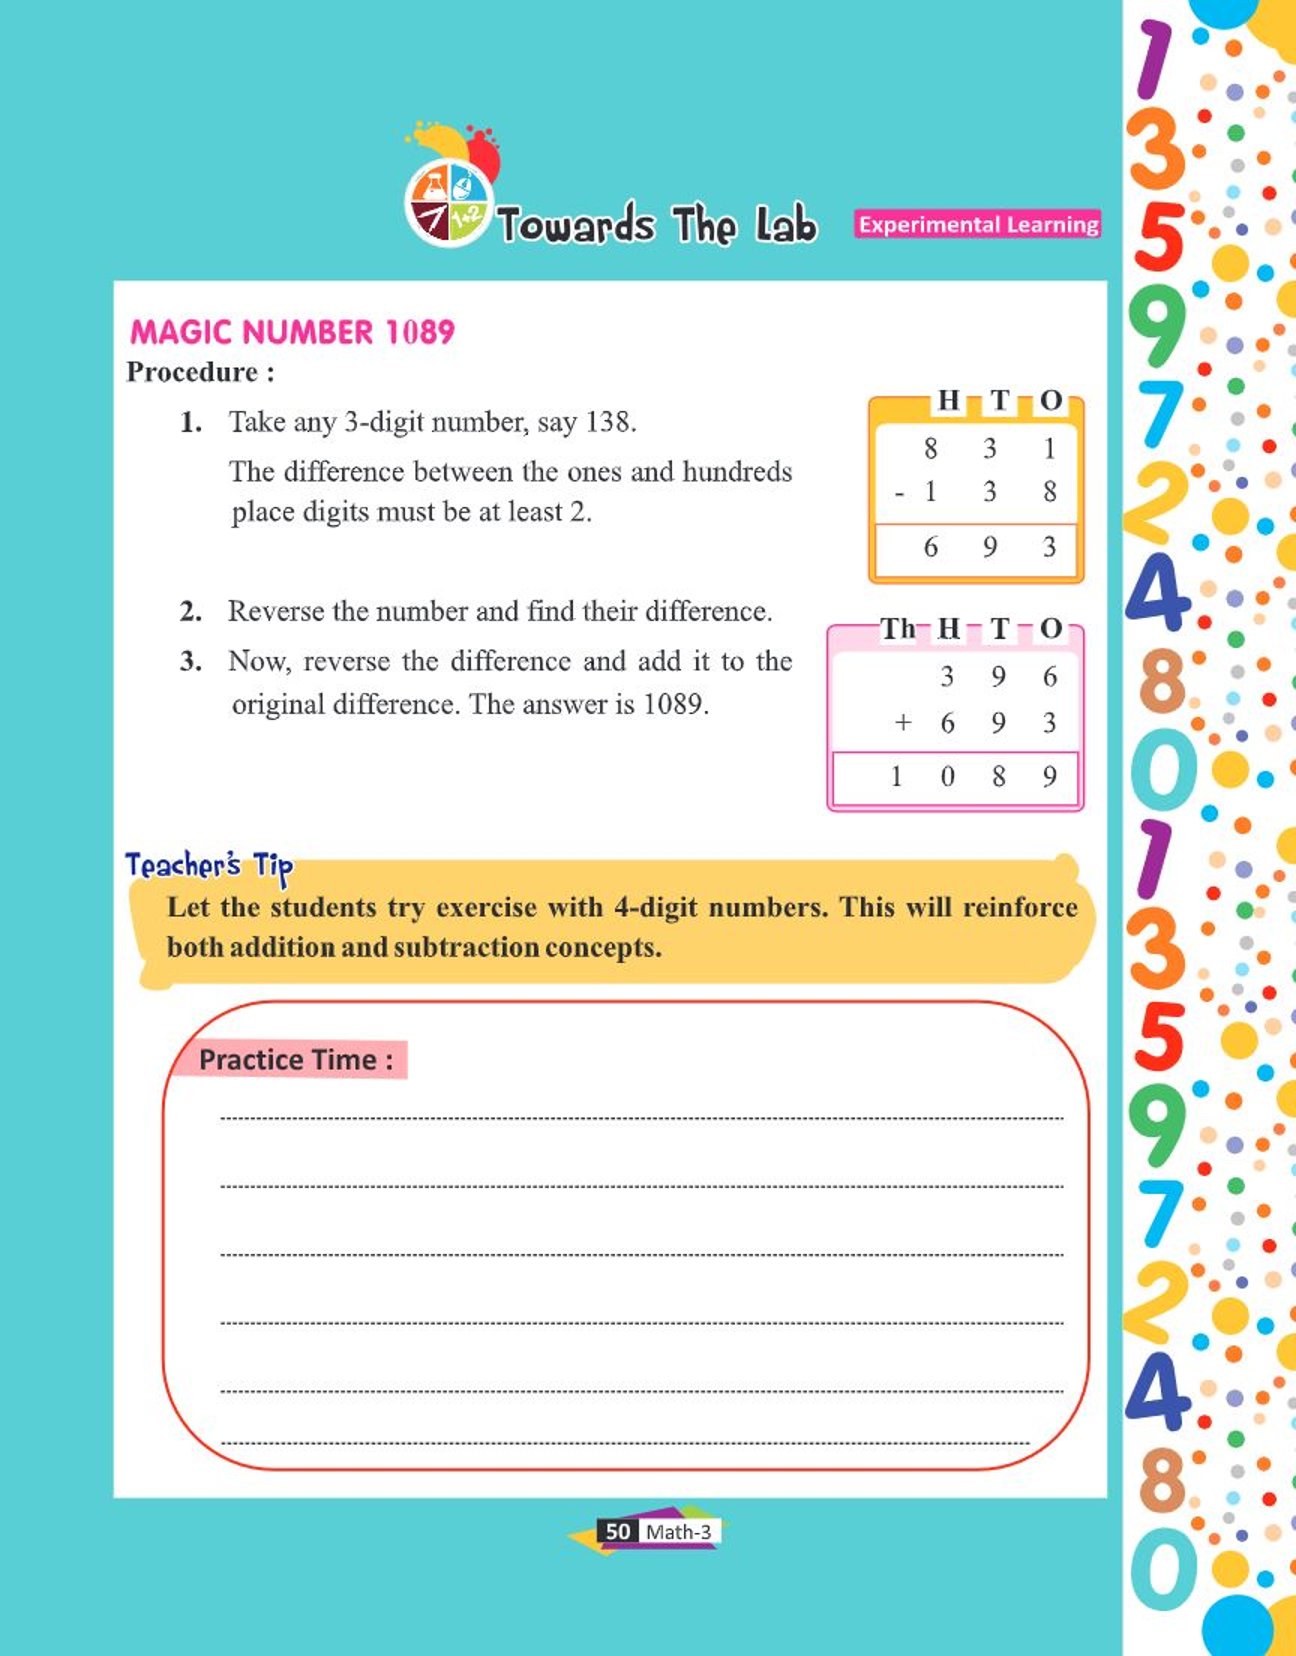 1+2
Towards The Lab
Experimental Learning
MAGIC NUMBER 1089
Procedure :
1. Take any 3-digit number, say 138.
The difference between the ones and hundreds
place digits must be at least 2.
H T O
8 3 1
- 1 3 8
6 9 3
2. Reverse the number and find their difference.
3. Now, reverse the difference and add it to the
original difference. The answer is 1089.
Th H T O
3 9 6
+ 6 9 3
1 0 8 9
Teacher's Tip
Let the students try exercise with 4-digit numbers. This will reinforce
both addition and subtraction concepts.
Practice Time :
50 Math-3
1
3
5
9
7
2
4
8
0
1
3
5
9
7
2
4
8
0